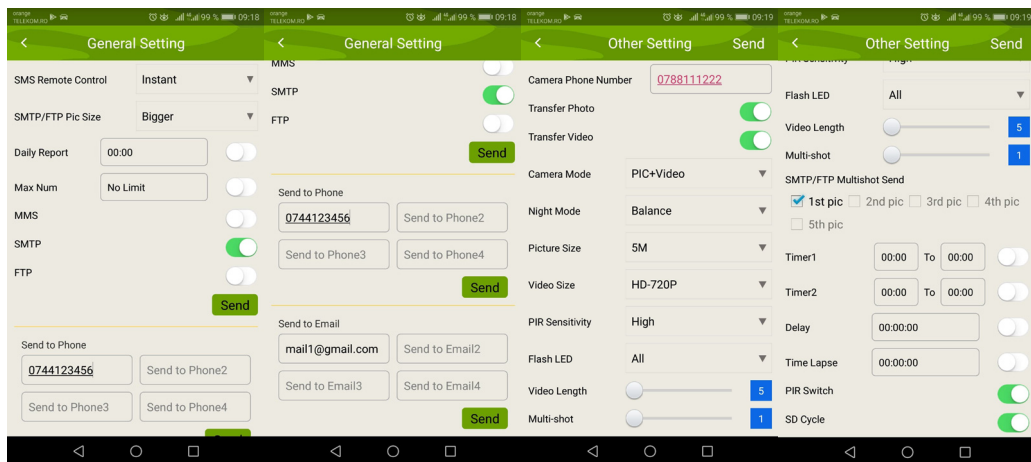 orange
TELEKOM.RO
99 % 09:18
General Setting
SMS Remote Control Instant
SMTP/FTP Pic Size Bigger
Daily Report 00:00
Max Num No Limit
MMS
SMTP
FTP
Send
Send to Phone
0744123456 Send to Phone2
Send to Phone3 Send to Phone4
orange
TELEKOM.RO
99 % 09:18
General Setting
MMS
SMTP
FTP
Send
Send to Phone
0744123456 Send to Phone2
Send to Phone3 Send to Phone4
Send
Send to Email
mail1@gmail.com Send to Email2
Send to Email3 Send to Email4
Send
orange
TELEKOM.RO
99 % 09:19
Other Setting Send
Camera Phone Number 0788111222
Transfer Photo
Transfer Video
Camera Mode PIC+Video
Night Mode Balance
Picture Size 5M
Video Size HD-720P
PIR Sensitivity High
Flash LED All
Video Length 5
Multi-shot 1
orange
TELEKOM.RO
99 % 09:19
Other Setting Send
PIR Sensitivity High
Flash LED All
Video Length 5
Multi-shot 1
SMTP/FTP Multishot Send
1st pic 2nd pic 3rd pic 4th pic
5th pic
Timer1 00:00 To 00:00
Timer2 00:00 To 00:00
Delay 00:00:00
Time Lapse 00:00:00
PIR Switch
SD Cycle